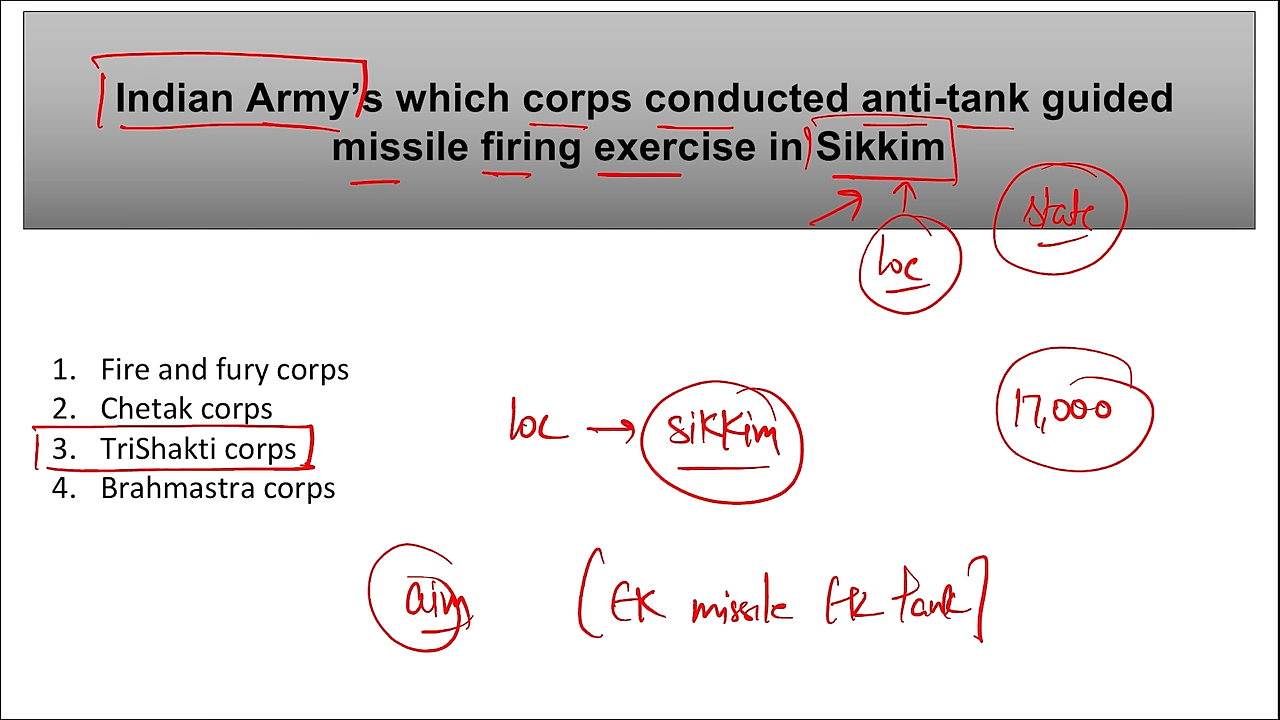 Indian Army's which corps conducted anti-tank guided
missile firing exercise in Sikkim
state
loc
1. Fire and fury corps
2. Chetak corps
3. TriShakti corps
4. Brahmastra corps
loc → sikkim
17,000
aim
(EK missile EK Tank]